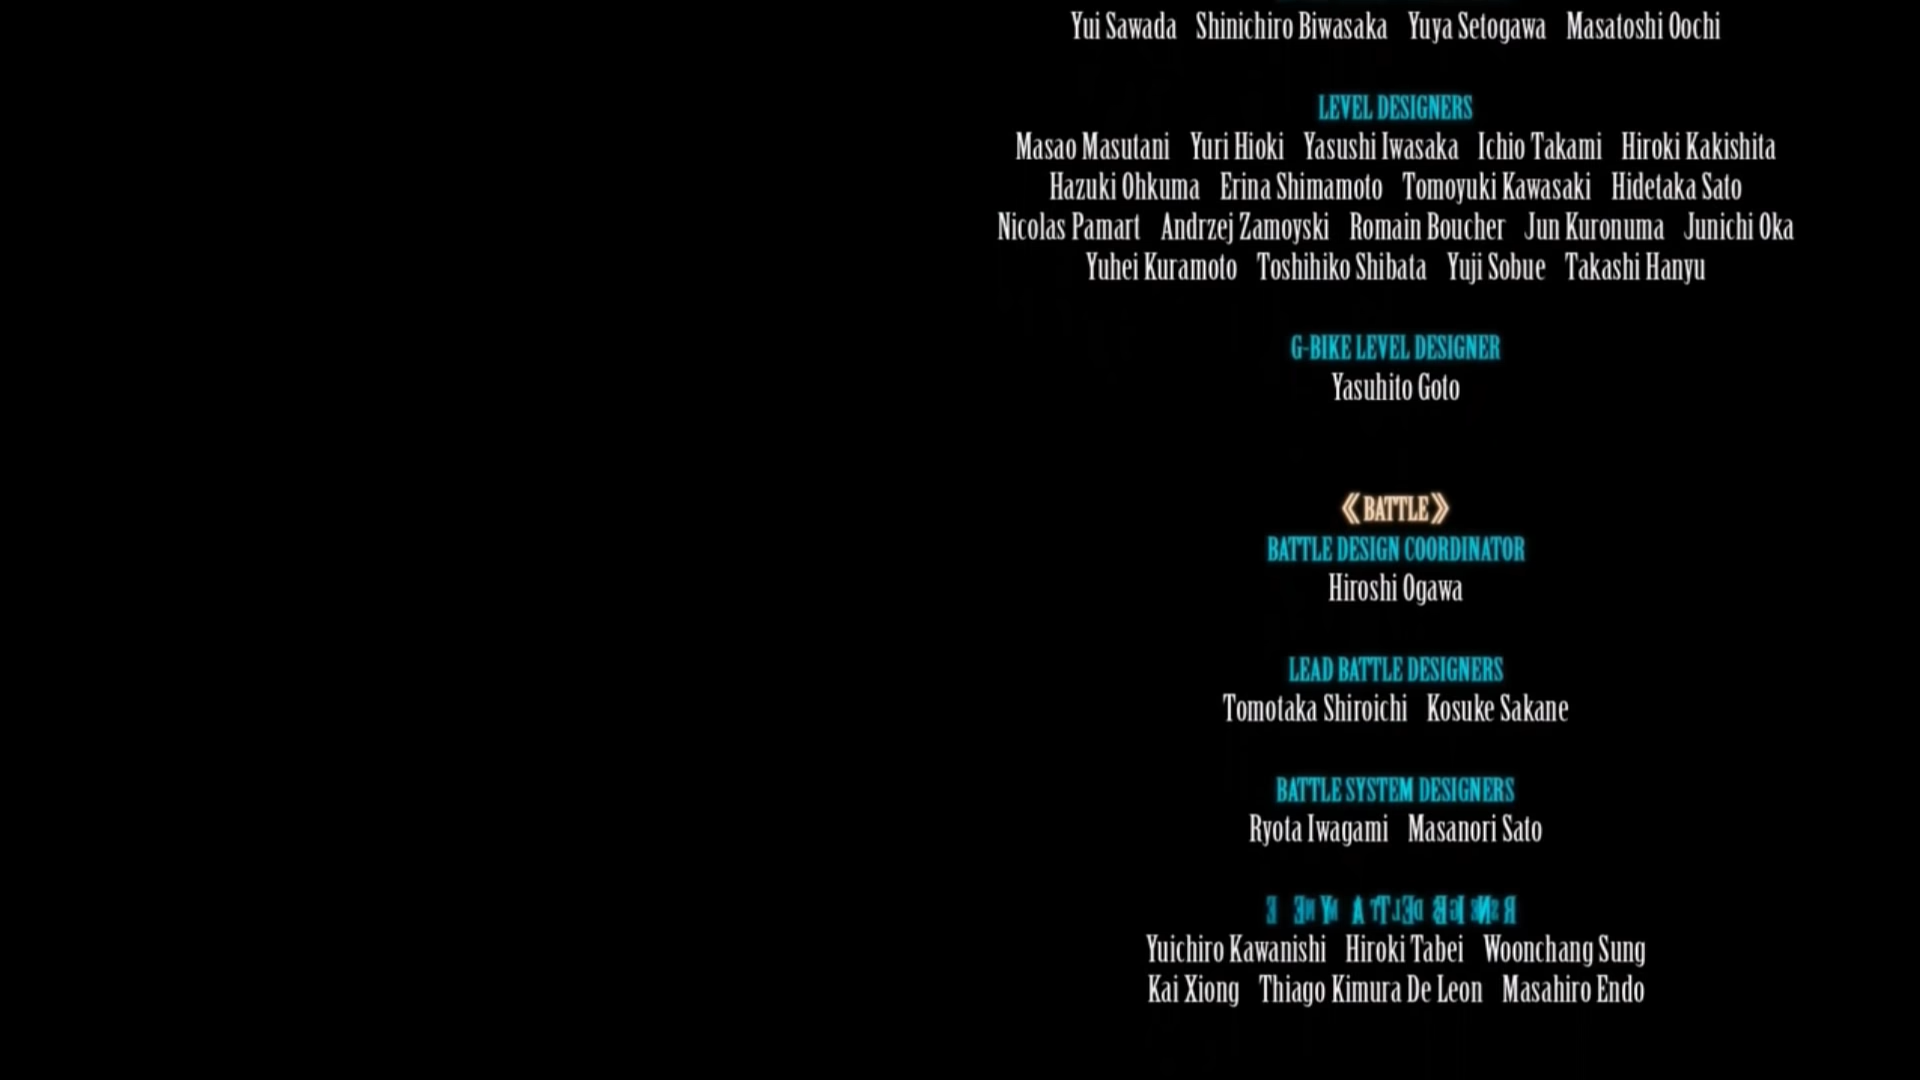 Yui Sawada Shinichiro Biwasaka Yuya Setogawa Masatoshi Oochi
LEVEL DESIGNERS
Masao Masutani Yuri Hioki Yasushi Iwasaka Ichio Takami Hiroki Kakishita
Hazuki Ohkuma Erina Shimamoto Tomoyuki Kawasaki Hidetaka Sato
Nicolas Pamart Andrzej Zamoyski Romain Boucher Jun Kuronuma Junichi Oka
Yuhei Kuramoto Toshihiko Shibata Yuji Sobue Takashi Hanyu
G-BIKE LEVEL DESIGNER
Yasuhito Goto
《BATTLE》
BATTLE DESIGN COORDINATOR
Hiroshi Ogawa
LEAD BATTLE DESIGNERS
Tomotaka Shiroichi Kosuke Sakane
BATTLE SYSTEM DESIGNERS
Ryota Iwagami Masanori Sato
Yuichiro Kawanishi Hiroki Tabei Woonchang Sung
Kai Xiong Thiago Kimura De Leon Masahiro Endo